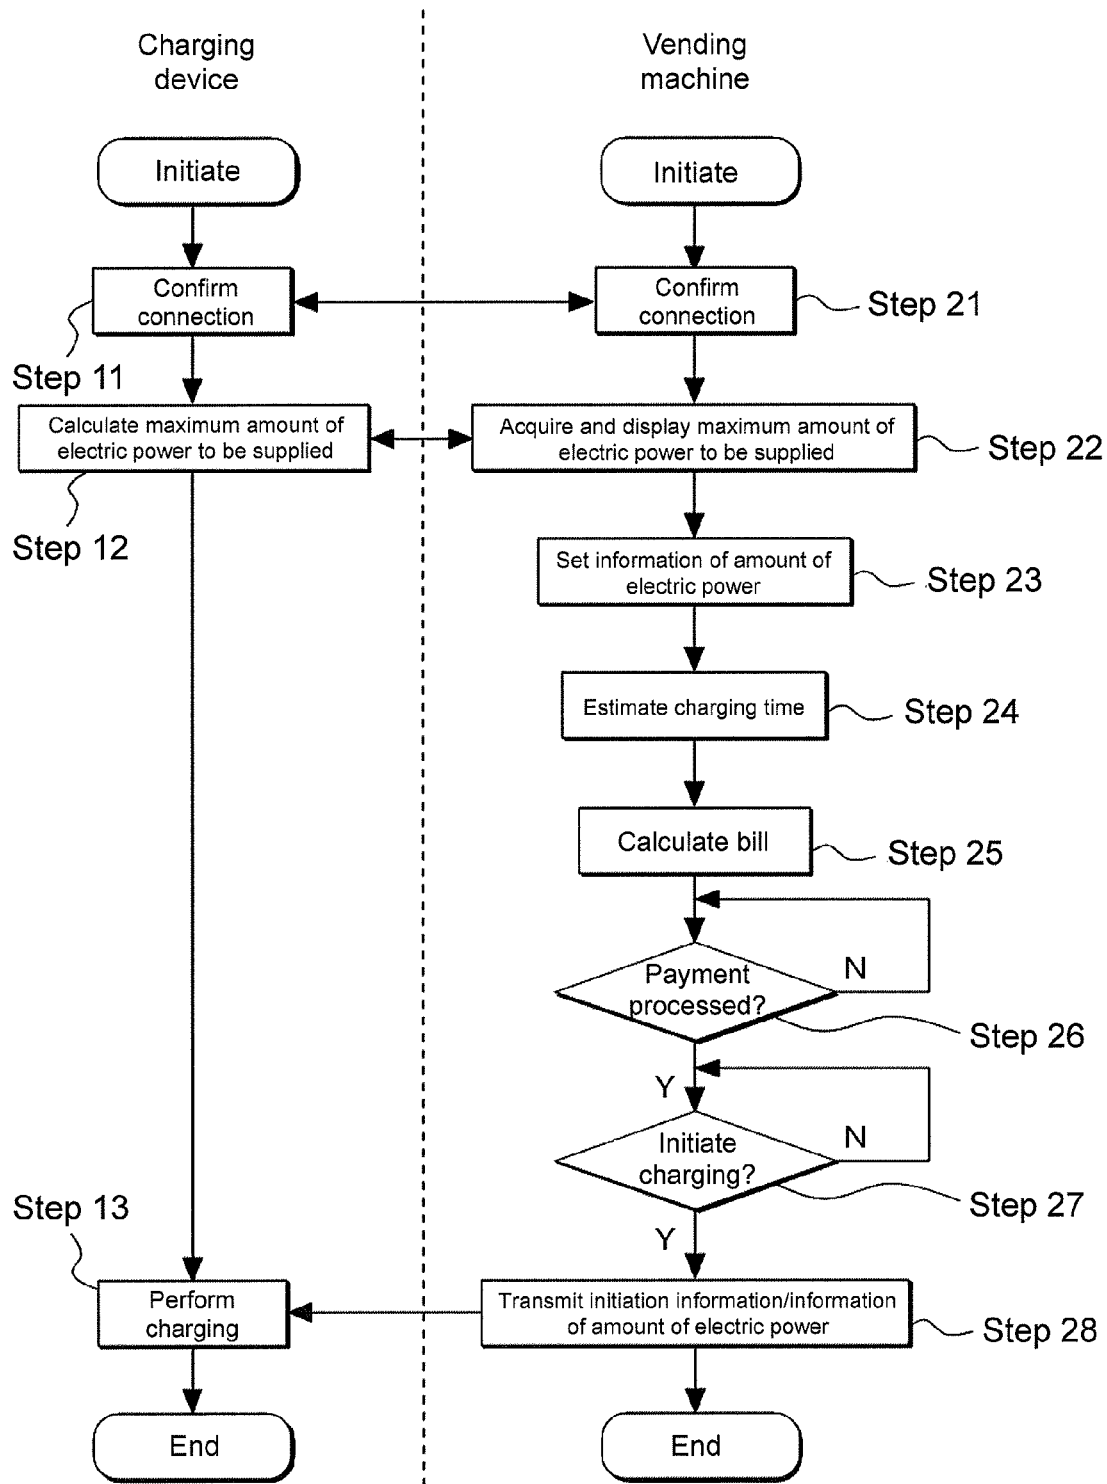 Charging
device
Vending
machine
Initiate
Initiate
Confirm
connection
Confirm
connection
Step 21
Step 11
Calculate maximum amount of
electric power to be supplied
Acquire and display maximum amount of
electric power to be supplied
Step 22
Step 12
Set information of amount of
electric power
Step 23
Estimate charging time
Step 24
Calculate bill
Step 25
Payment
processed?
N
Step 26
Y
Initiate
charging?
N
Step 27
Y
Step 13
Perform
charging
Transmit initiation information/information
of amount of electric power
Step 28
End
End